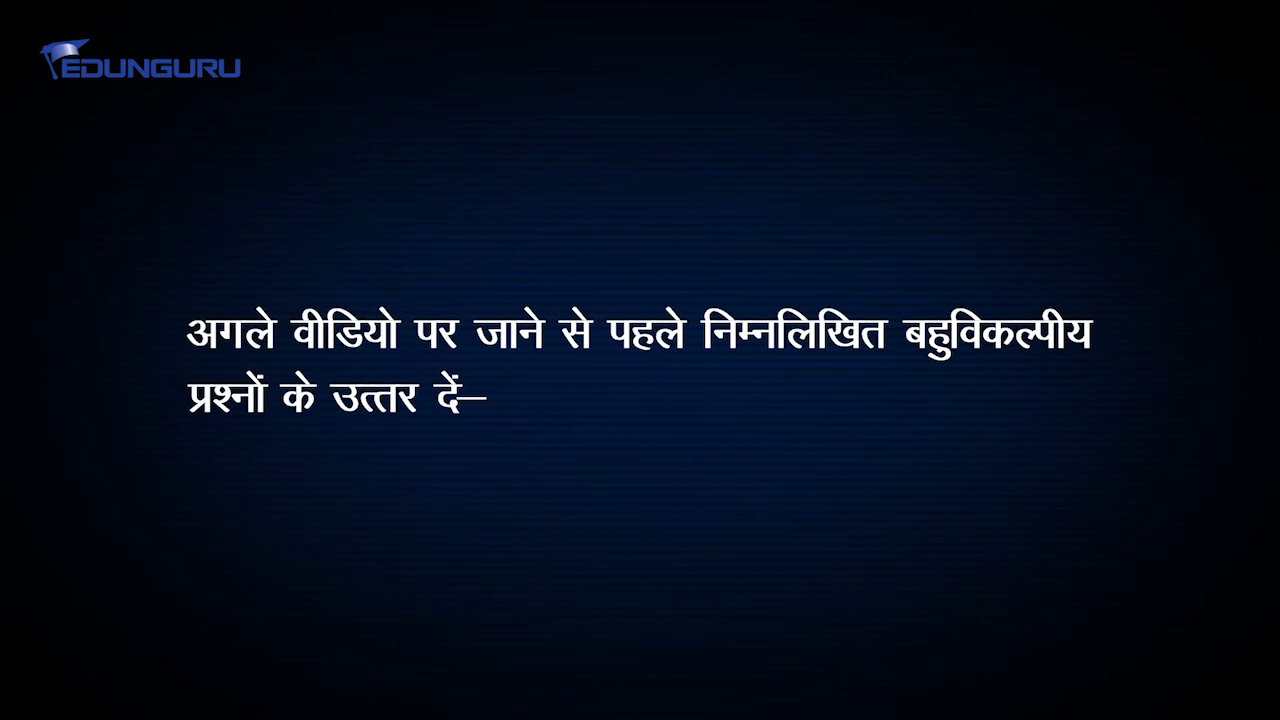 EDUNGURU
अगले वीडियो पर जाने से पहले निम्नलिखित बहुविकल्पीय
प्रश्नों के उत्तर दें–